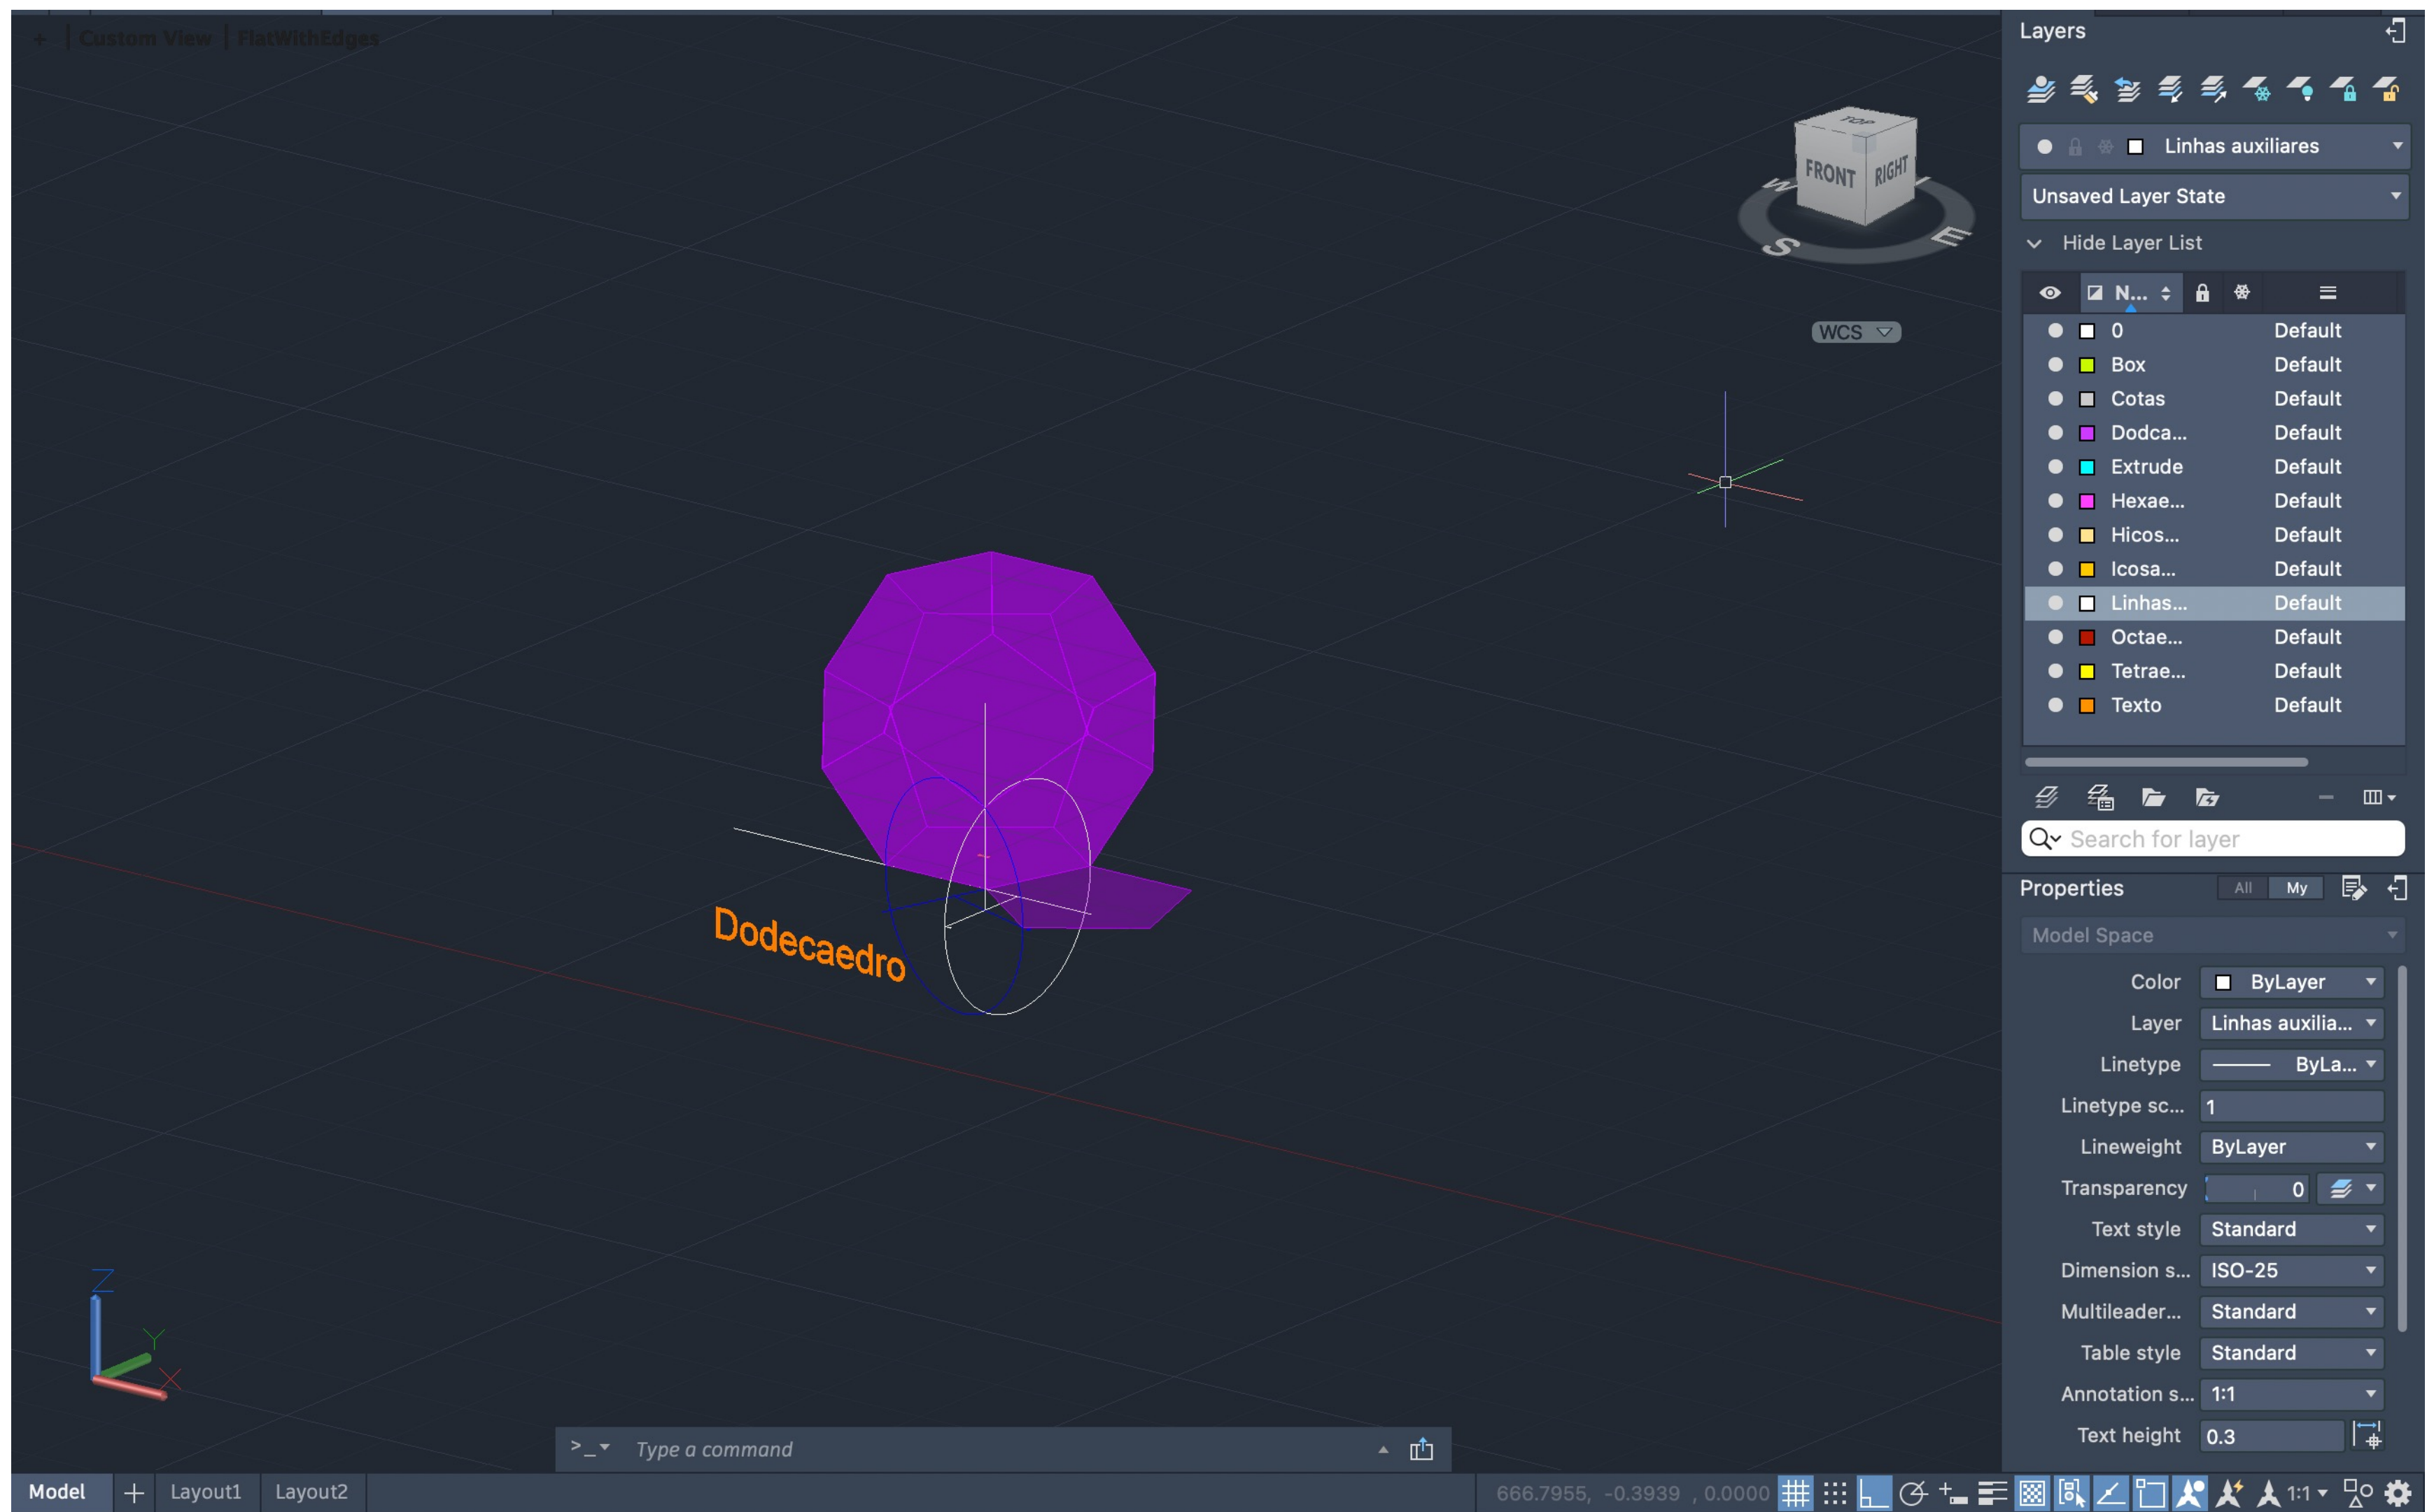 + | Custom View | FlatWithEdges
TOP
FRONT
RIGHT
W
S
E
WCS
Dodecaedro
Z
Y
X
>_ Type a command
Model + Layout1 Layout2
666.7955, -0.3939 , 0.0000
1:1
Layers
Linhas auxiliares
Unsaved Layer State
Hide Layer List
N...
0 Default
Box Default
Cotas Default
Dodca... Default
Extrude Default
Hexae... Default
Hicos... Default
Icosa... Default
Linhas... Default
Octae... Default
Tetrae... Default
Texto Default
Search for layer
Properties All My
Model Space
Color ByLayer
Layer Linhas auxilia...
Linetype ByLa...
Linetype sc... 1
Lineweight ByLayer
Transparency 0
Text style Standard
Dimension s... ISO-25
Multileader... Standard
Table style Standard
Annotation s... 1:1
Text height 0.3